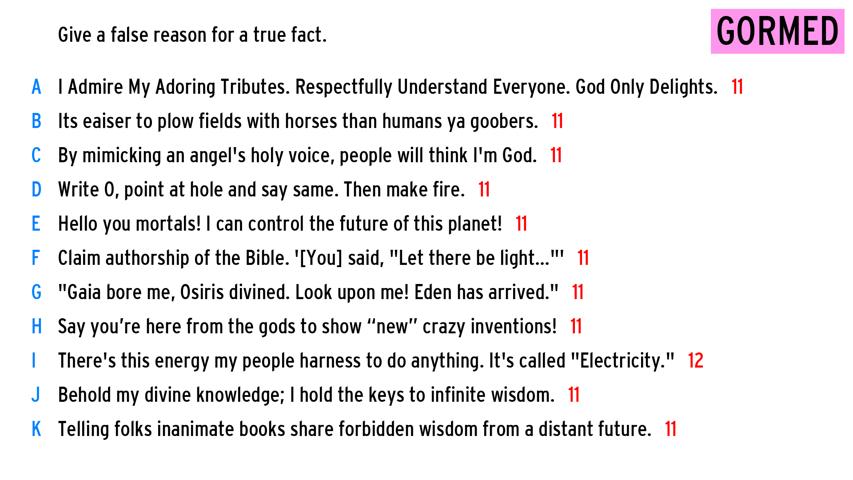 Give a false reason for a true fact.
GORMED
A I Admire My Adoring Tributes. Respectfully Understand Everyone. God Only Delights. 11
B Its eaiser to plow fields with horses than humans ya goobers. 11
C By mimicking an angel's holy voice, people will think I'm God. 11
D Write O, point at hole and say same. Then make fire. 11
E Hello you mortals! I can control the future of this planet! 11
F Claim authorship of the Bible. '[You] said, "Let there be light..."' 11
G "Gaia bore me, Osiris divined. Look upon me! Eden has arrived." 11
H Say you’re here from the gods to show “new” crazy inventions! 11
I There's this energy my people harness to do anything. It's called "Electricity." 12
J Behold my divine knowledge; I hold the keys to infinite wisdom. 11
K Telling folks inanimate books share forbidden wisdom from a distant future. 11